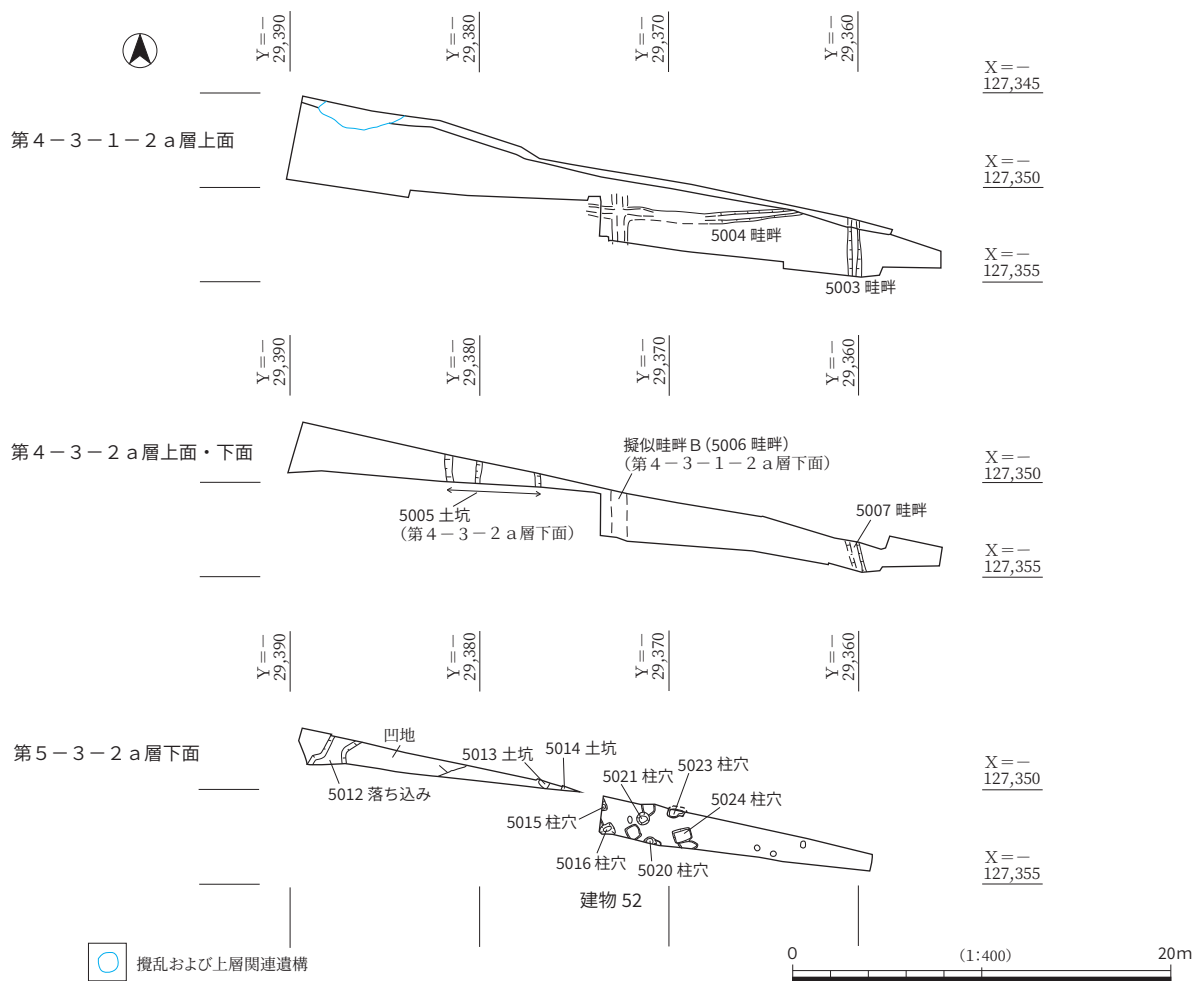 Y=－
29,390
Y=－
29,380
Y=－
29,370
Y=－
29,360
X=－
127,345
第４－３－１－２ａ層上面
X=－
127,350
5004 畦畔
X=－
127,355
5003 畦畔
Y=－
29,390
Y=－
29,380
Y=－
29,370
Y=－
29,360
第４－３－２ａ層上面・下面
擬似畦畔Ｂ（5006 畦畔）
（第４－３－１－２ａ層下面）
X=－
127,350
5005 土坑
（第４－３－２ａ層下面）
5007 畦畔
X=－
127,355
Y=－
29,390
Y=－
29,380
Y=－
29,370
Y=－
29,360
第５－３－２ａ層下面
凹地
5013 土坑
5014 土坑
5021 柱穴
5023 柱穴
X=－
127,350
5012 落ち込み
5024 柱穴
5015 柱穴
5016 柱穴
5020 柱穴
X=－
127,355
建物 52
攪乱および上層関連遺構
0
（1:400）
20ｍ